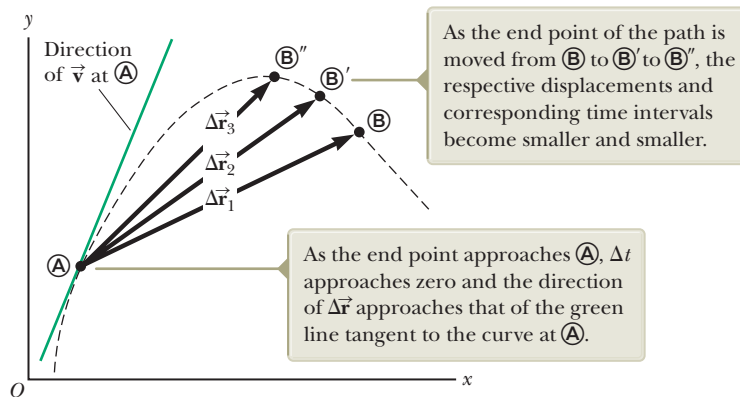 y
Direction
of v⃗ at Ⓐ
Ⓑ″
Ⓑ′
Ⓑ
As the end point of the path is
moved from Ⓑ to Ⓑ′ to Ⓑ″, the
respective displacements and
corresponding time intervals
become smaller and smaller.
Δr⃗₃
Δr⃗₂
Δr⃗₁
Ⓐ
As the end point approaches Ⓐ, Δt
approaches zero and the direction
of Δr⃗ approaches that of the green
line tangent to the curve at Ⓐ.
O
x